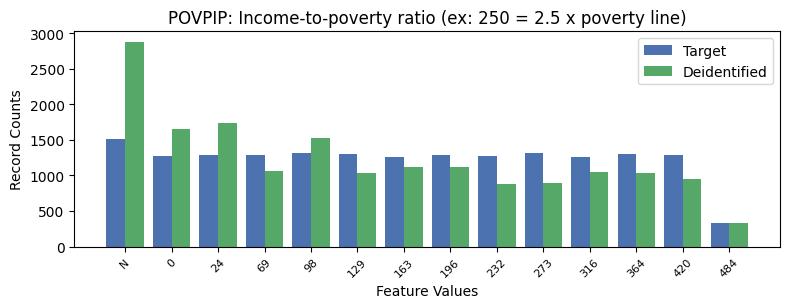 POVPIP: Income-to-poverty ratio (ex: 250 = 2.5 x poverty line)
Target
Deidentified
Record Counts
3000
2500
2000
1500
1000
500
0
N 0 24 69 98 129 163 196 232 273 316 364 420 484
Feature Values